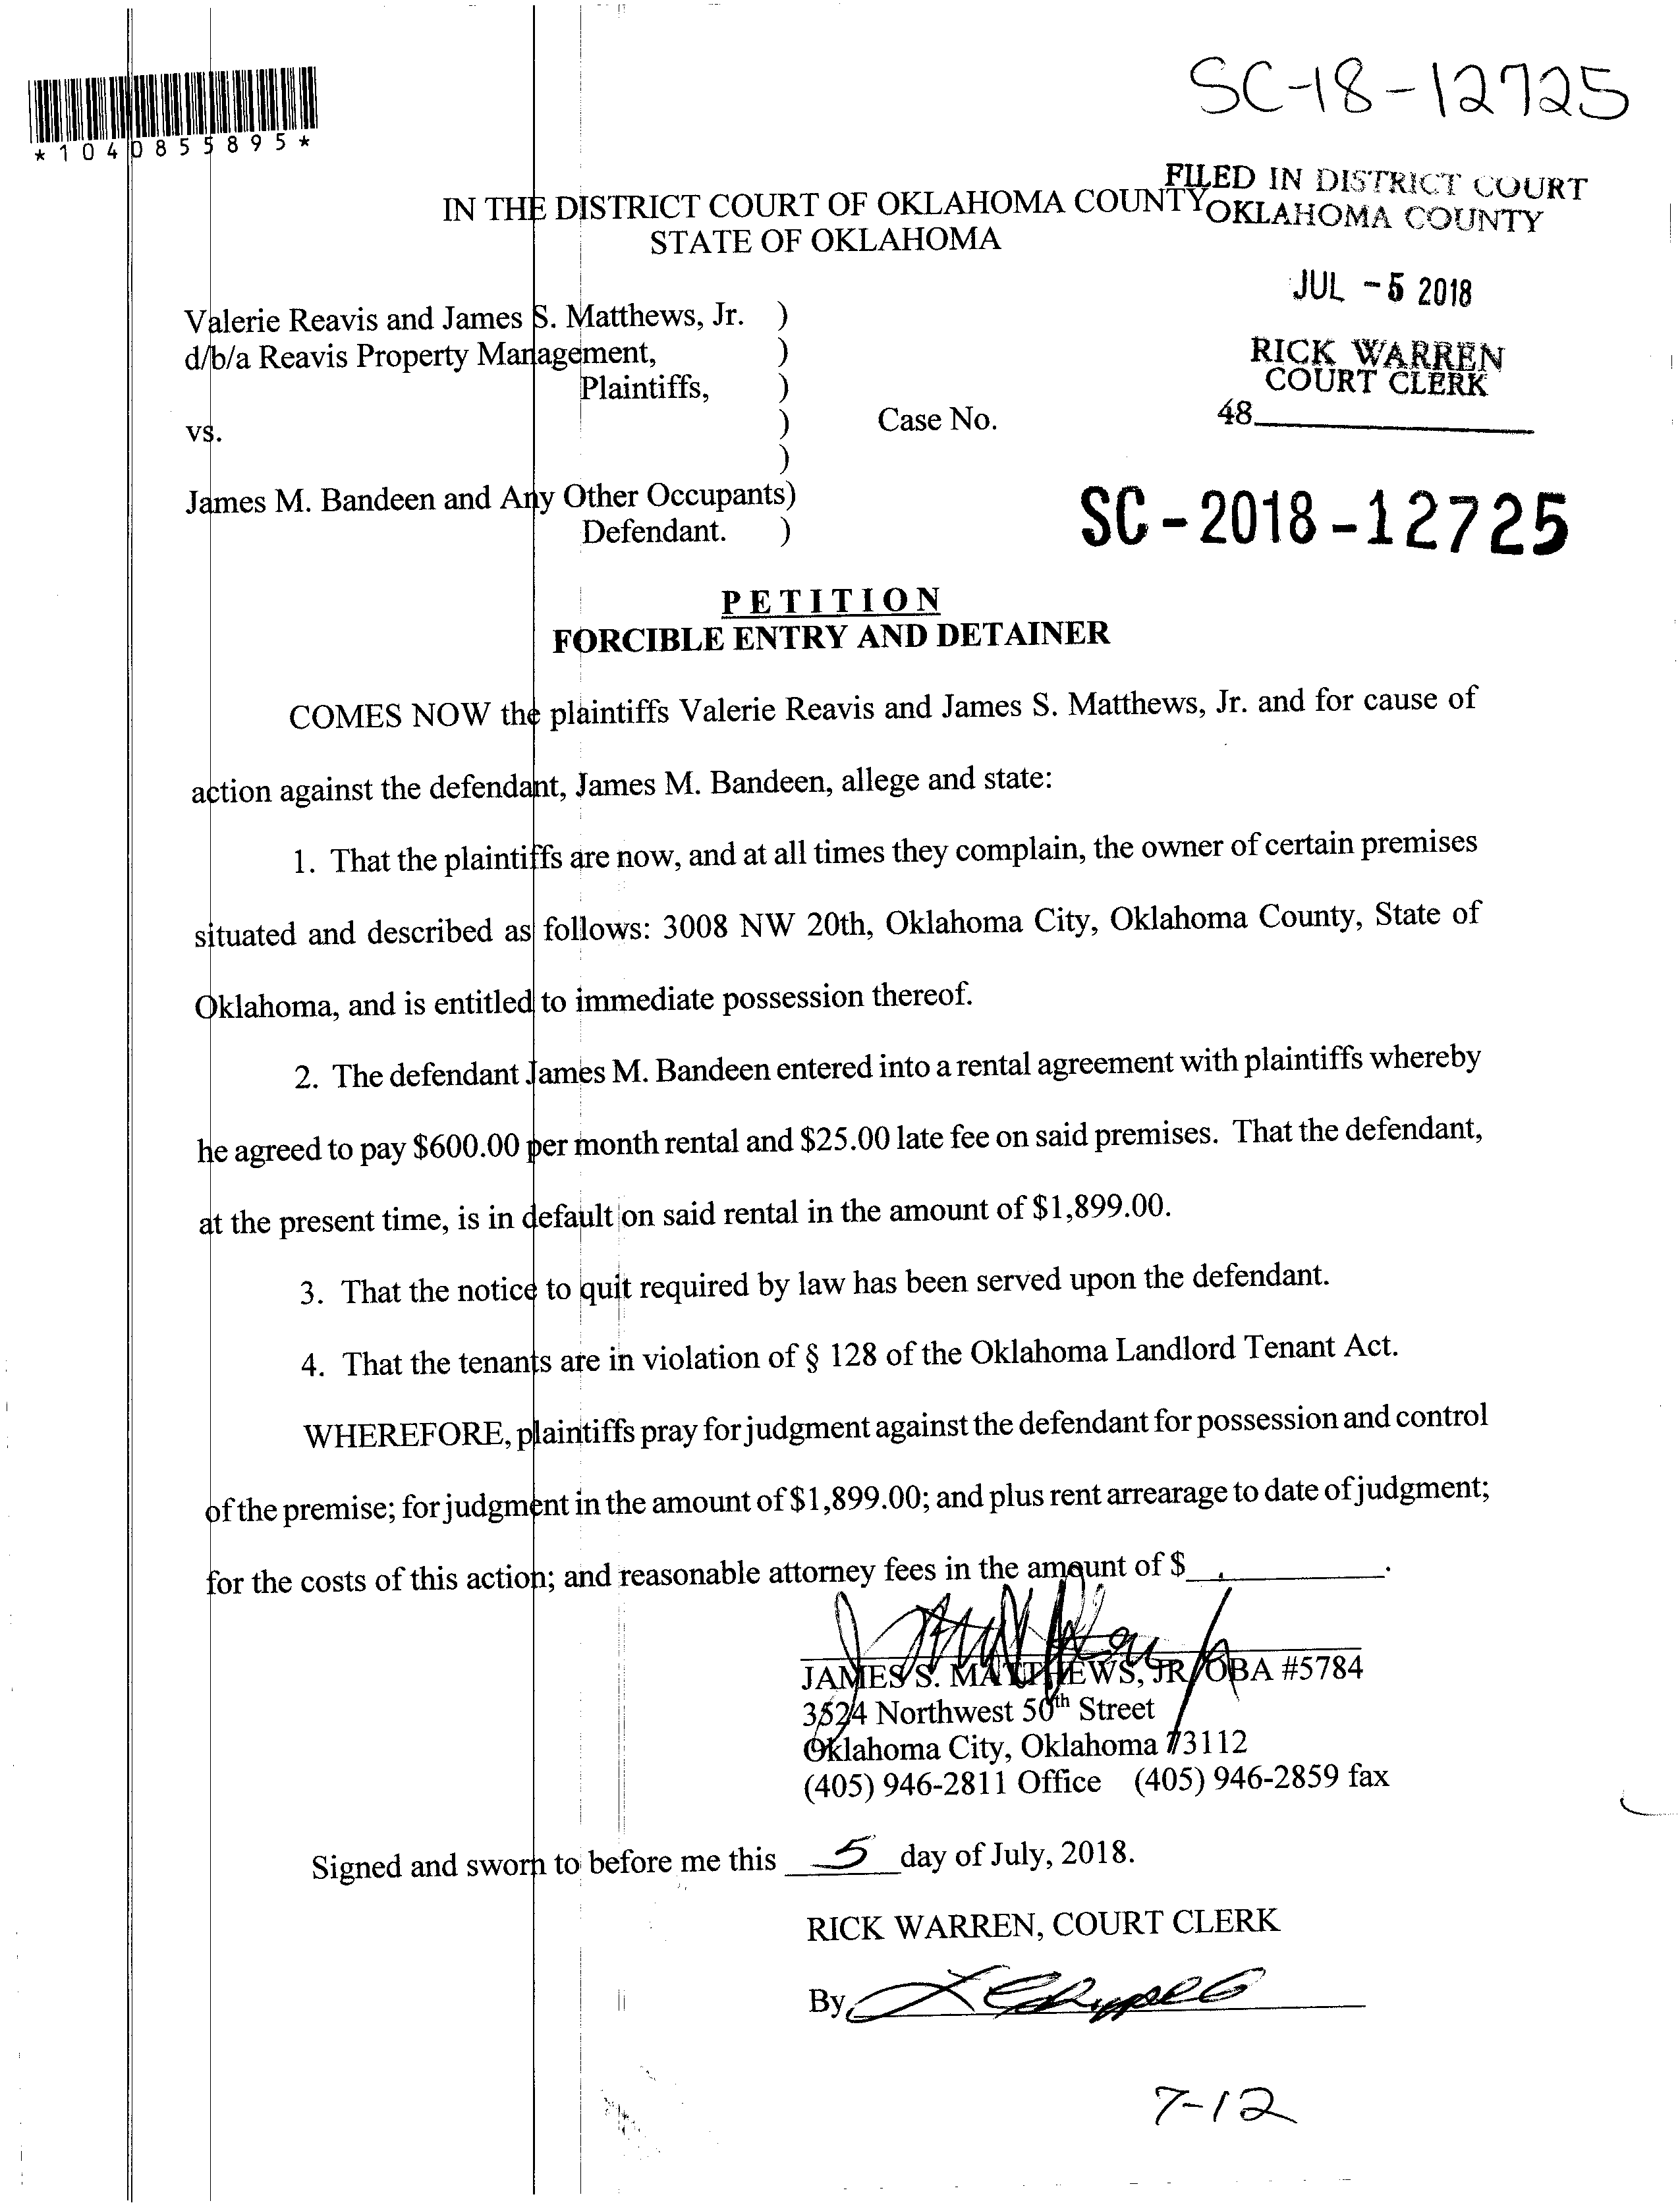 SC-18-12725
*1040855895*
FILED IN DISTRICT COURT
OKLAHOMA COUNTY
IN THE DISTRICT COURT OF OKLAHOMA COUNTY
STATE OF OKLAHOMA
JUL -5 2018
RICK WARREN
COURT CLERK
48
Valerie Reavis and James S. Matthews, Jr. )
d/b/a Reavis Property Management, )
Plaintiffs, )
vs. ) Case No.
)
James M. Bandeen and Any Other Occupants)
Defendant. )
SC-2018-12725
PETITION
FORCIBLE ENTRY AND DETAINER
COMES NOW the plaintiffs Valerie Reavis and James S. Matthews, Jr. and for cause of
action against the defendant, James M. Bandeen, allege and state:
1. That the plaintiffs are now, and at all times they complain, the owner of certain premises
situated and described as follows: 3008 NW 20th, Oklahoma City, Oklahoma County, State of
Oklahoma, and is entitled to immediate possession thereof.
2. The defendant James M. Bandeen entered into a rental agreement with plaintiffs whereby
he agreed to pay $600.00 per month rental and $25.00 late fee on said premises. That the defendant,
at the present time, is in default on said rental in the amount of $1,899.00.
3. That the notice to quit required by law has been served upon the defendant.
4. That the tenants are in violation of § 128 of the Oklahoma Landlord Tenant Act.
WHEREFORE, plaintiffs pray for judgment against the defendant for possession and control
of the premise; for judgment in the amount of $1,899.00; and plus rent arrearage to date of judgment;
for the costs of this action; and reasonable attorney fees in the amount of $ .
JAMES S. MATTHEWS, JR OBA #5784
3524 Northwest 50th Street
Oklahoma City, Oklahoma 73112
(405) 946-2811 Office (405) 946-2859 fax
Signed and sworn to before me this 5 day of July, 2018.
RICK WARREN, COURT CLERK
By
7-12